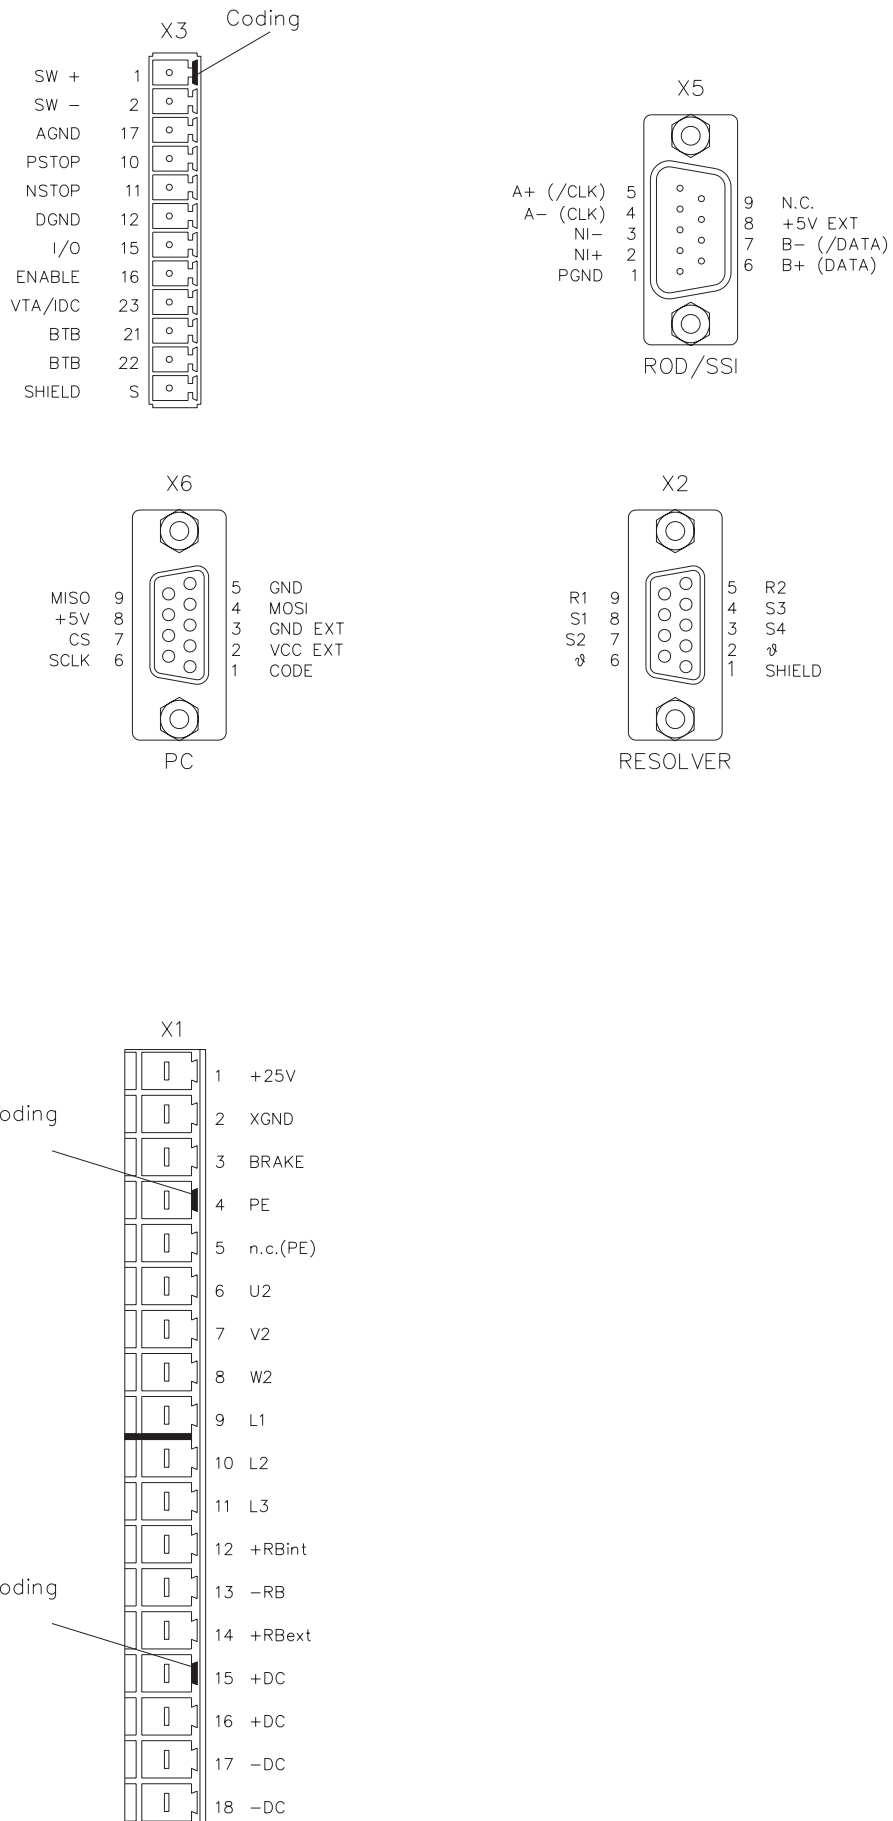 X3
Coding
SW + 1
SW - 2
AGND 17
PSTOP 10
NSTOP 11
DGND 12
I/O 15
ENABLE 16
VTA/IDC 23
BTB 21
BTB 22
SHIELD S
X5
A+ (/CLK) 5
A- (CLK) 4
NI- 3
NI+ 2
PGND 1
9 N.C.
8 +5V EXT
7 B- (/DATA)
6 B+ (DATA)
ROD/SSI
X6
MISO 9
+5V 8
CS 7
SCLK 6
5 GND
4 MOSI
3 GND EXT
2 VCC EXT
1 CODE
PC
X2
R1 9
S1 8
S2 7
ϑ 6
5 R2
4 S3
3 S4
2 ϑ
1 SHIELD
RESOLVER
X1
oding
oding
1 +25V
2 XGND
3 BRAKE
4 PE
5 n.c.(PE)
6 U2
7 V2
8 W2
9 L1
10 L2
11 L3
12 +RBint
13 -RB
14 +RBext
15 +DC
16 +DC
17 -DC
18 -DC